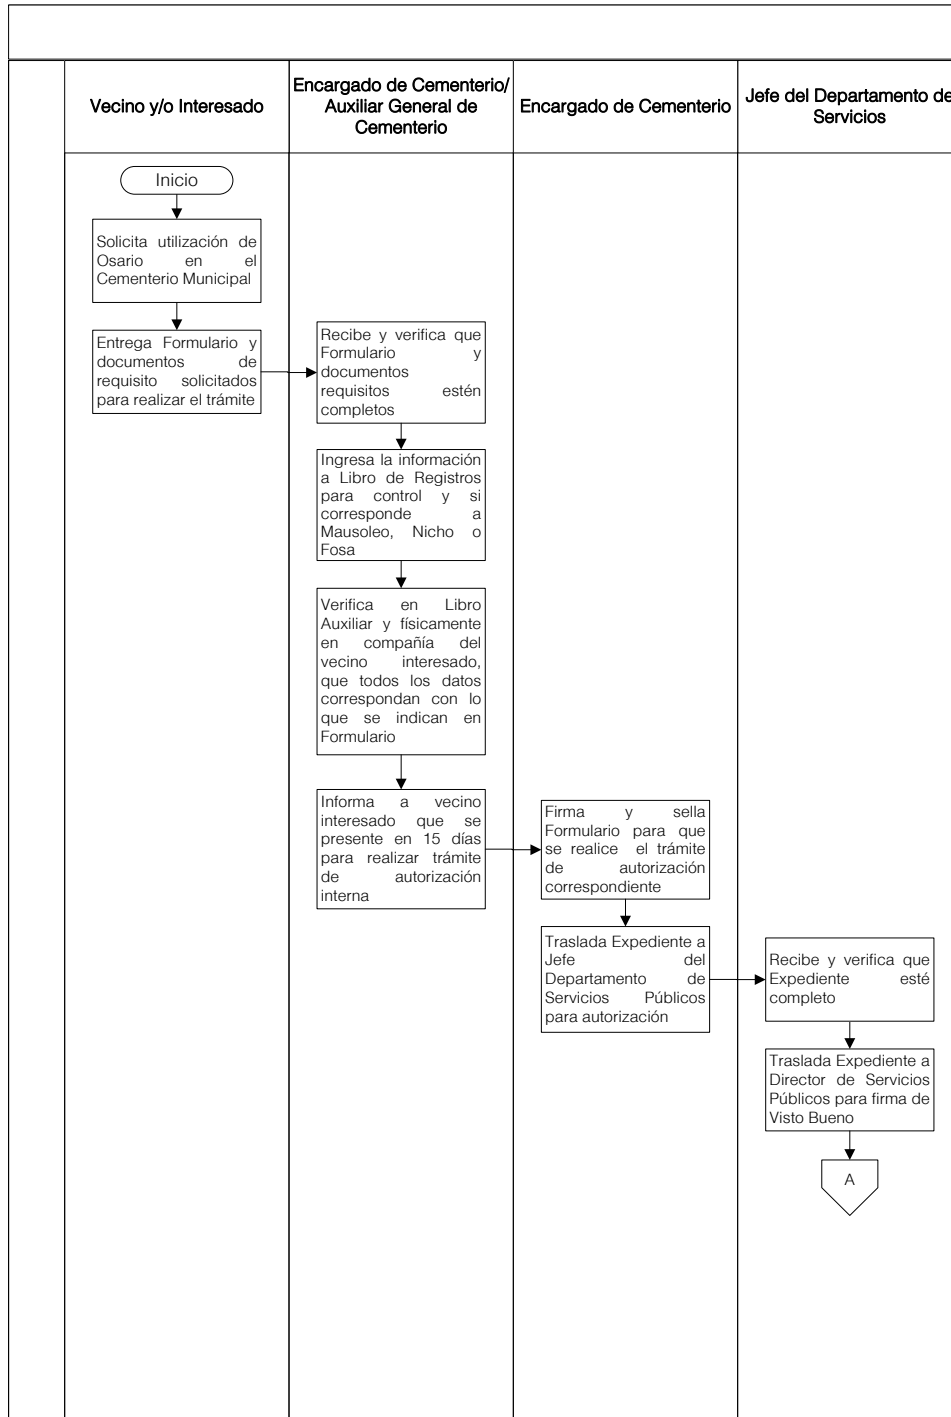 Vecino y/o Interesado
Encargado de Cementerio/
Auxiliar General de
Cementerio
Encargado de Cementerio
Jefe del Departamento de
Servicios
Inicio
Solicita utilización de
Osario en el
Cementerio Municipal
Entrega Formulario y
documentos de
requisito solicitados
para realizar el trámite
Recibe y verifica que
Formulario y
documentos
requisitos estén
completos
Ingresa la información
a Libro de Registros
para control y si
corresponde a
Mausoleo, Nicho o
Fosa
Verifica en Libro
Auxiliar y físicamente
en compañía del
vecino interesado,
que todos los datos
correspondan con lo
que se indican en
Formulario
Informa a vecino
interesado que se
presente en 15 días
para realizar trámite
de autorización
interna
Firma y sella
Formulario para que
se realice el trámite
de autorización
correspondiente
Traslada Expediente a
Jefe del
Departamento de
Servicios Públicos
para autorización
Recibe y verifica que
Expediente esté
completo
Traslada Expediente a
Director de Servicios
Públicos para firma de
Visto Bueno
A